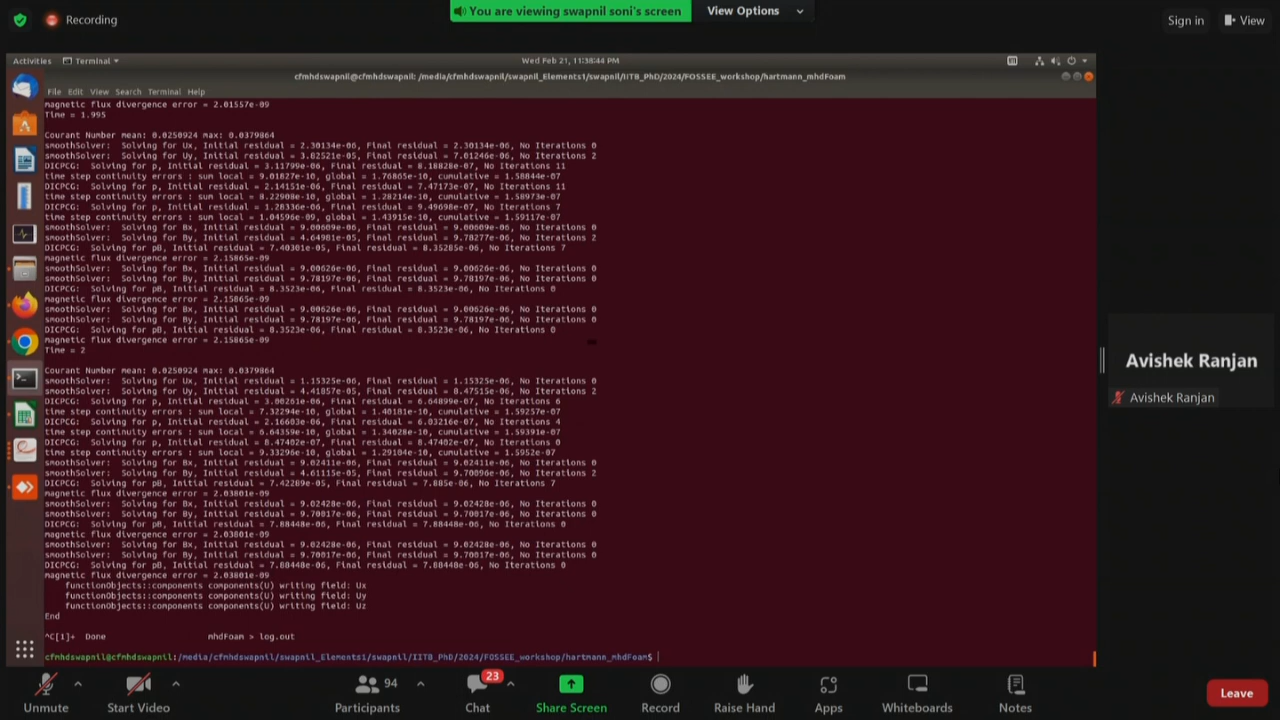 Recording
You are viewing swapnil soni's screen
View Options
Sign in
View
Activities
Terminal
Wed Feb 21, 11:38:44 PM
cfmhdswapnil@cfmhdswapnil: /media/cfmhdswapnil/swapnil_Elements1/swapnil/IITB_PhD/2024/FOSSEE_workshop/hartmann_mhdFoam
File Edit View Search Terminal Help
magnetic flux divergence error = 2.01557e-09
Time = 1.995
Courant Number mean: 0.0250924 max: 0.0379864
smoothSolver: Solving for Ux, Initial residual = 2.30134e-06, Final residual = 2.30134e-06, No Iterations 0
smoothSolver: Solving for Uy, Initial residual = 3.82521e-05, Final residual = 7.01246e-06, No Iterations 2
DICPCG: Solving for p, Initial residual = 3.11799e-06, Final residual = 8.18828e-07, No Iterations 11
time step continuity errors : sum local = 9.01827e-10, global = 1.76865e-10, cumulative = 1.58844e-07
DICPCG: Solving for p, Initial residual = 2.14151e-06, Final residual = 7.47173e-07, No Iterations 11
time step continuity errors : sum local = 8.22908e-10, global = 1.28214e-10, cumulative = 1.58973e-07
DICPCG: Solving for p, Initial residual = 1.28336e-06, Final residual = 9.49698e-07, No Iterations 7
time step continuity errors : sum local = 1.04596e-09, global = 1.43915e-10, cumulative = 1.59117e-07
smoothSolver: Solving for Bx, Initial residual = 9.00609e-06, Final residual = 9.00609e-06, No Iterations 0
smoothSolver: Solving for By, Initial residual = 4.64981e-05, Final residual = 9.78277e-06, No Iterations 2
DICPCG: Solving for pB, Initial residual = 7.40301e-05, Final residual = 8.35285e-06, No Iterations 7
magnetic flux divergence error = 2.15865e-09
smoothSolver: Solving for Bx, Initial residual = 9.00626e-06, Final residual = 9.00626e-06, No Iterations 0
smoothSolver: Solving for By, Initial residual = 9.78197e-06, Final residual = 9.78197e-06, No Iterations 0
DICPCG: Solving for pB, Initial residual = 8.3523e-06, Final residual = 8.3523e-06, No Iterations 0
magnetic flux divergence error = 2.15865e-09
smoothSolver: Solving for Bx, Initial residual = 9.00626e-06, Final residual = 9.00626e-06, No Iterations 0
smoothSolver: Solving for By, Initial residual = 9.78197e-06, Final residual = 9.78197e-06, No Iterations 0
DICPCG: Solving for pB, Initial residual = 8.3523e-06, Final residual = 8.3523e-06, No Iterations 0
magnetic flux divergence error = 2.15865e-09
Time = 2
Courant Number mean: 0.0250924 max: 0.0379864
smoothSolver: Solving for Ux, Initial residual = 1.15325e-06, Final residual = 1.15325e-06, No Iterations 0
smoothSolver: Solving for Uy, Initial residual = 4.41857e-05, Final residual = 8.47515e-06, No Iterations 2
DICPCG: Solving for p, Initial residual = 3.00261e-06, Final residual = 6.64899e-07, No Iterations 6
time step continuity errors : sum local = 7.32294e-10, global = 1.40181e-10, cumulative = 1.59257e-07
DICPCG: Solving for p, Initial residual = 2.16603e-06, Final residual = 6.03216e-07, No Iterations 4
time step continuity errors : sum local = 6.64359e-10, global = 1.34028e-10, cumulative = 1.59391e-07
DICPCG: Solving for p, Initial residual = 8.47402e-07, Final residual = 8.47402e-07, No Iterations 0
time step continuity errors : sum local = 9.33296e-10, global = 1.29104e-10, cumulative = 1.5952e-07
smoothSolver: Solving for Bx, Initial residual = 9.02411e-06, Final residual = 9.02411e-06, No Iterations 0
smoothSolver: Solving for By, Initial residual = 4.61115e-05, Final residual = 9.70096e-06, No Iterations 2
DICPCG: Solving for pB, Initial residual = 7.42289e-05, Final residual = 7.885e-06, No Iterations 7
magnetic flux divergence error = 2.03801e-09
smoothSolver: Solving for Bx, Initial residual = 9.02428e-06, Final residual = 9.02428e-06, No Iterations 0
smoothSolver: Solving for By, Initial residual = 9.70017e-06, Final residual = 9.70017e-06, No Iterations 0
DICPCG: Solving for pB, Initial residual = 7.88448e-06, Final residual = 7.88448e-06, No Iterations 0
magnetic flux divergence error = 2.03801e-09
smoothSolver: Solving for Bx, Initial residual = 9.02428e-06, Final residual = 9.02428e-06, No Iterations 0
smoothSolver: Solving for By, Initial residual = 9.70017e-06, Final residual = 9.70017e-06, No Iterations 0
DICPCG: Solving for pB, Initial residual = 7.88448e-06, Final residual = 7.88448e-06, No Iterations 0
magnetic flux divergence error = 2.03801e-09
functionObjects::components components(U) writing field: Ux
functionObjects::components components(U) writing field: Uy
functionObjects::components components(U) writing field: Uz
End
^C[1]+ Done mhdFoam > log.out
cfmhdswapnil@cfmhdswapnil:/media/cfmhdswapnil/swapnil_Elements1/swapnil/IITB_PhD/2024/FOSSEE_workshop/hartmann_mhdFoam$
Avishek Ranjan
Avishek Ranjan
94
23
Unmute
Start Video
Participants
Chat
Share Screen
Record
Raise Hand
Apps
Whiteboards
Notes
Leave